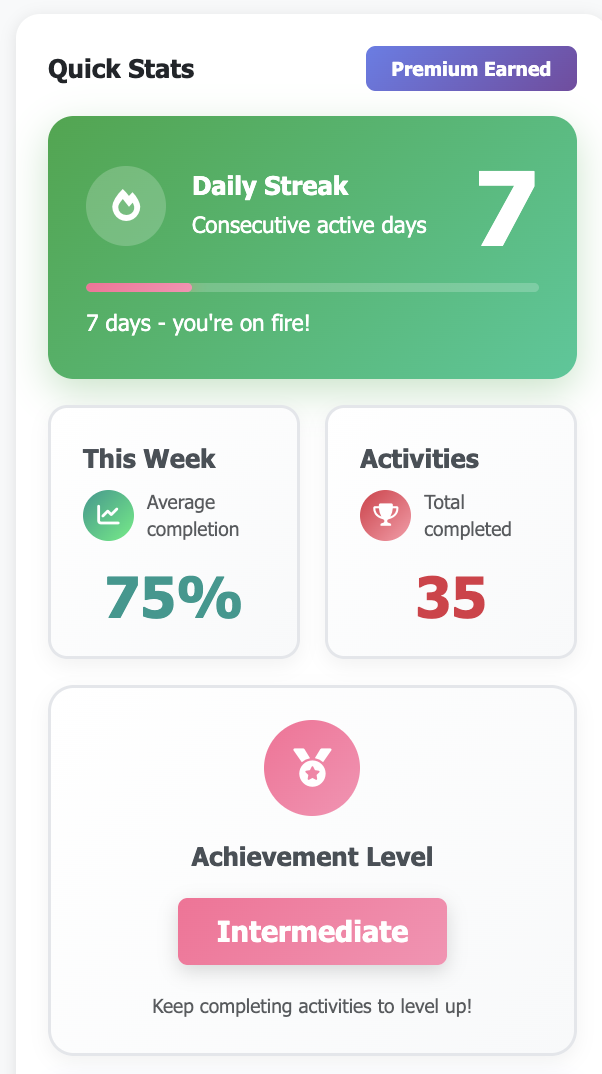 Quick Stats
Premium Earned
Daily Streak
Consecutive active days
7
7 days - you're on fire!
This Week
Average
completion
75%
Activities
Total
completed
35
Achievement Level
Intermediate
Keep completing activities to level up!